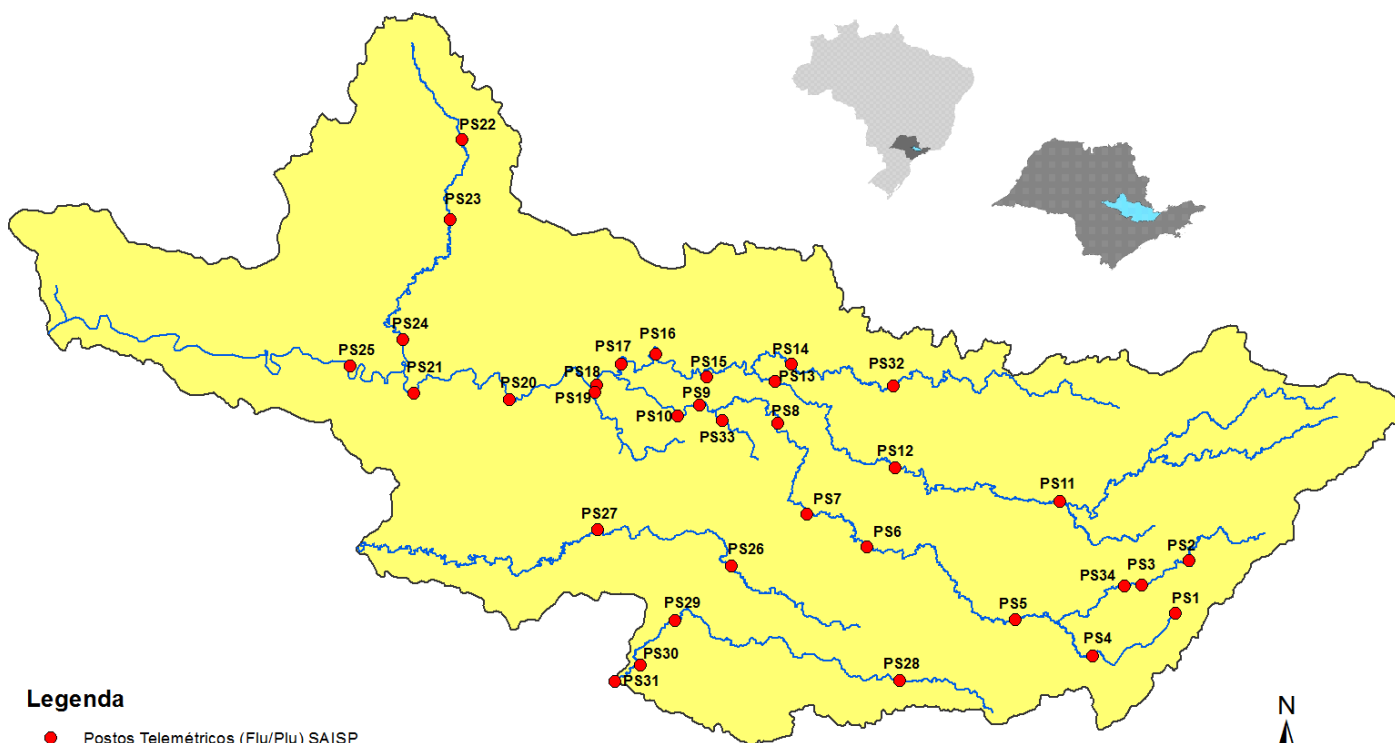 PS22
PS23
PS24
PS25
PS21
PS20
PS18
PS19
PS17
PS16
PS15
PS14
PS13
PS32
PS9
PS10
PS33
PS8
PS12
PS11
PS7
PS6
PS27
PS26
PS2
PS3
PS34
PS1
PS5
PS4
PS29
PS30
PS31
PS28
Legenda
Postos Telemétricos (Flu/Plu) SAISP
N